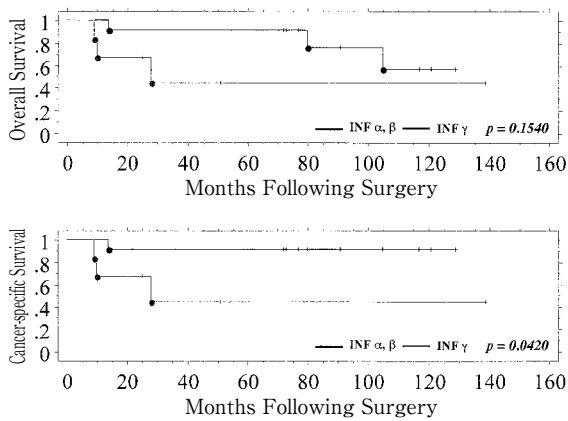 Overall Survival
1
.8
.6
.4
.2
0
INF α, β INF γ p = 0.1540
0 20 40 60 80 100 120 140 160
Months Following Surgery
Cancer-specific Survival
1
.8
.6
.4
.2
0
INF α, β INF γ p = 0.0420
0 20 40 60 80 100 120 140 160
Months Following Surgery